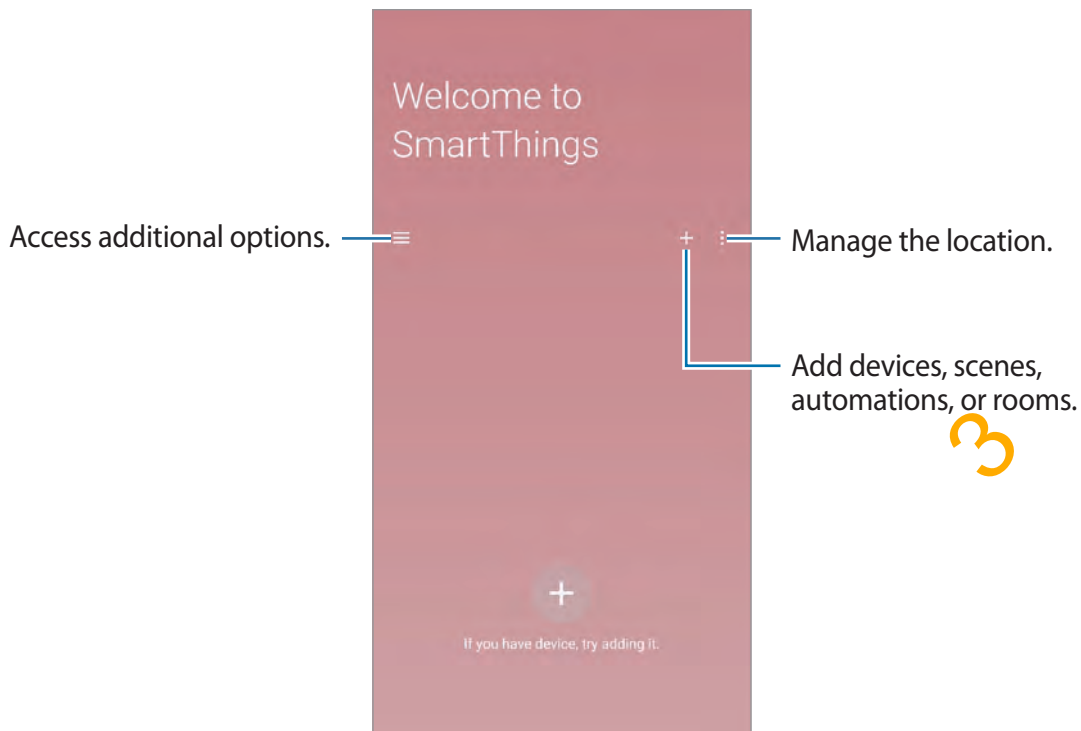 Welcome to
SmartThings
Access additional options.
Manage the location.
Add devices, scenes,
automations, or rooms.
3
If you have device, try adding it.